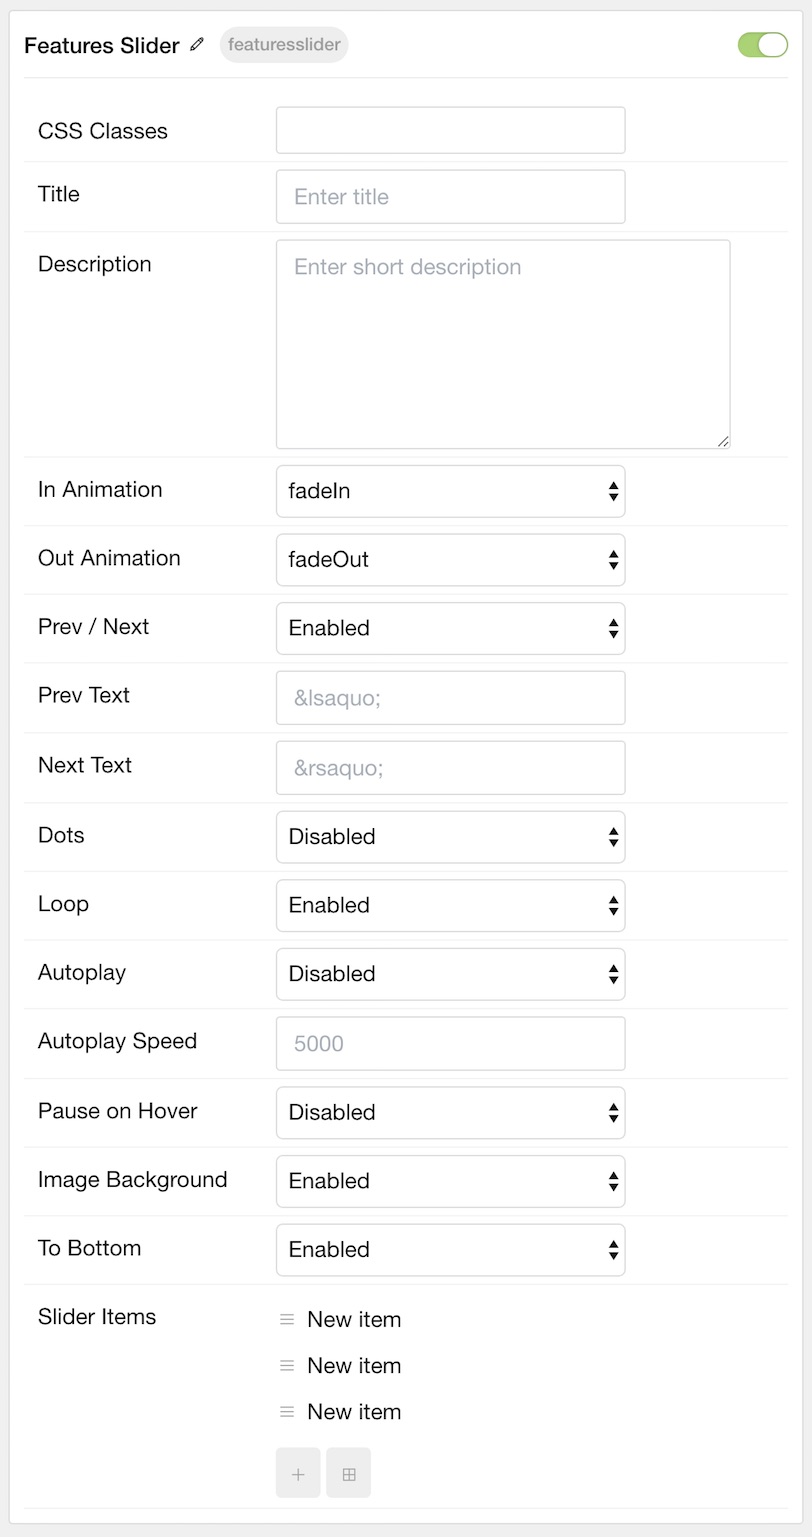 Features Slider featuresslider
CSS Classes
Title Enter title
Description Enter short description
In Animation fadeIn
Out Animation fadeOut
Prev / Next Enabled
Prev Text &lsaquo;
Next Text &rsaquo;
Dots Disabled
Loop Enabled
Autoplay Disabled
Autoplay Speed 5000
Pause on Hover Disabled
Image Background Enabled
To Bottom Enabled
Slider Items New item
New item
New item